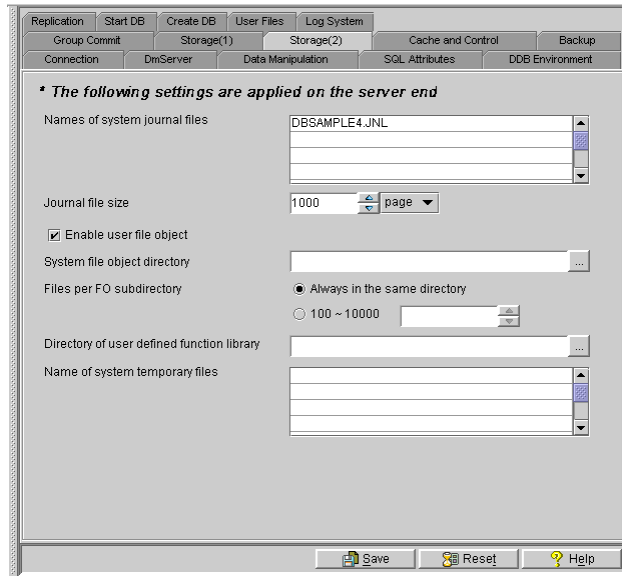 Replication Start DB Create DB User Files Log System
Group Commit Storage(1) Storage(2) Cache and Control Backup
Connection DmServer Data Manipulation SQL Attributes DDB Environment
* The following settings are applied on the server end
Names of system journal files DBSAMPLE4.JNL
Journal file size 1000 page
Enable user file object
System file object directory ...
Files per FO subdirectory Always in the same directory
100 ~ 10000
Directory of user defined function library ...
Name of system temporary files
Save Reset Help